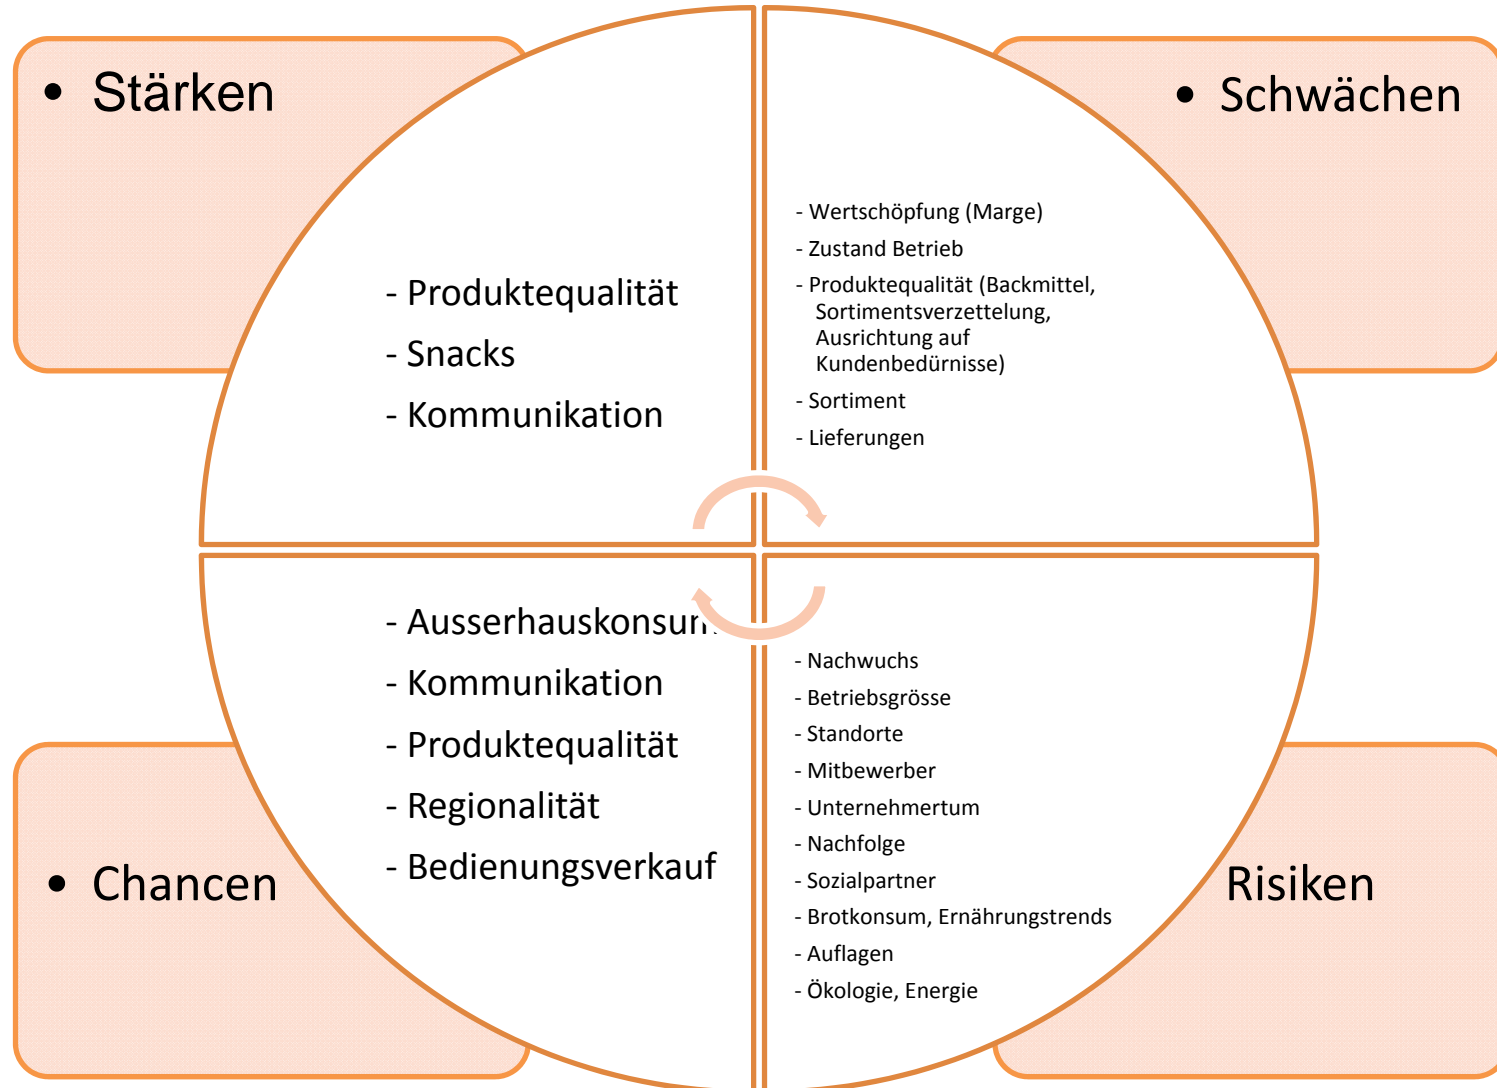 • Stärken
- Produktequalität
- Snacks
- Kommunikation
• Schwächen
- Wertschöpfung (Marge)
- Zustand Betrieb
- Produktequalität (Backmittel,
Sortimentsverzettelung,
Ausrichtung auf
Kundenbedürnisse)
- Sortiment
- Lieferungen
• Chancen
- Ausserhauskonsum
- Kommunikation
- Produktequalität
- Regionalität
- Bedienungsverkauf
Risiken
- Nachwuchs
- Betriebsgrösse
- Standorte
- Mitbewerber
- Unternehmertum
- Nachfolge
- Sozialpartner
- Brotkonsum, Ernährungstrends
- Auflagen
- Ökologie, Energie